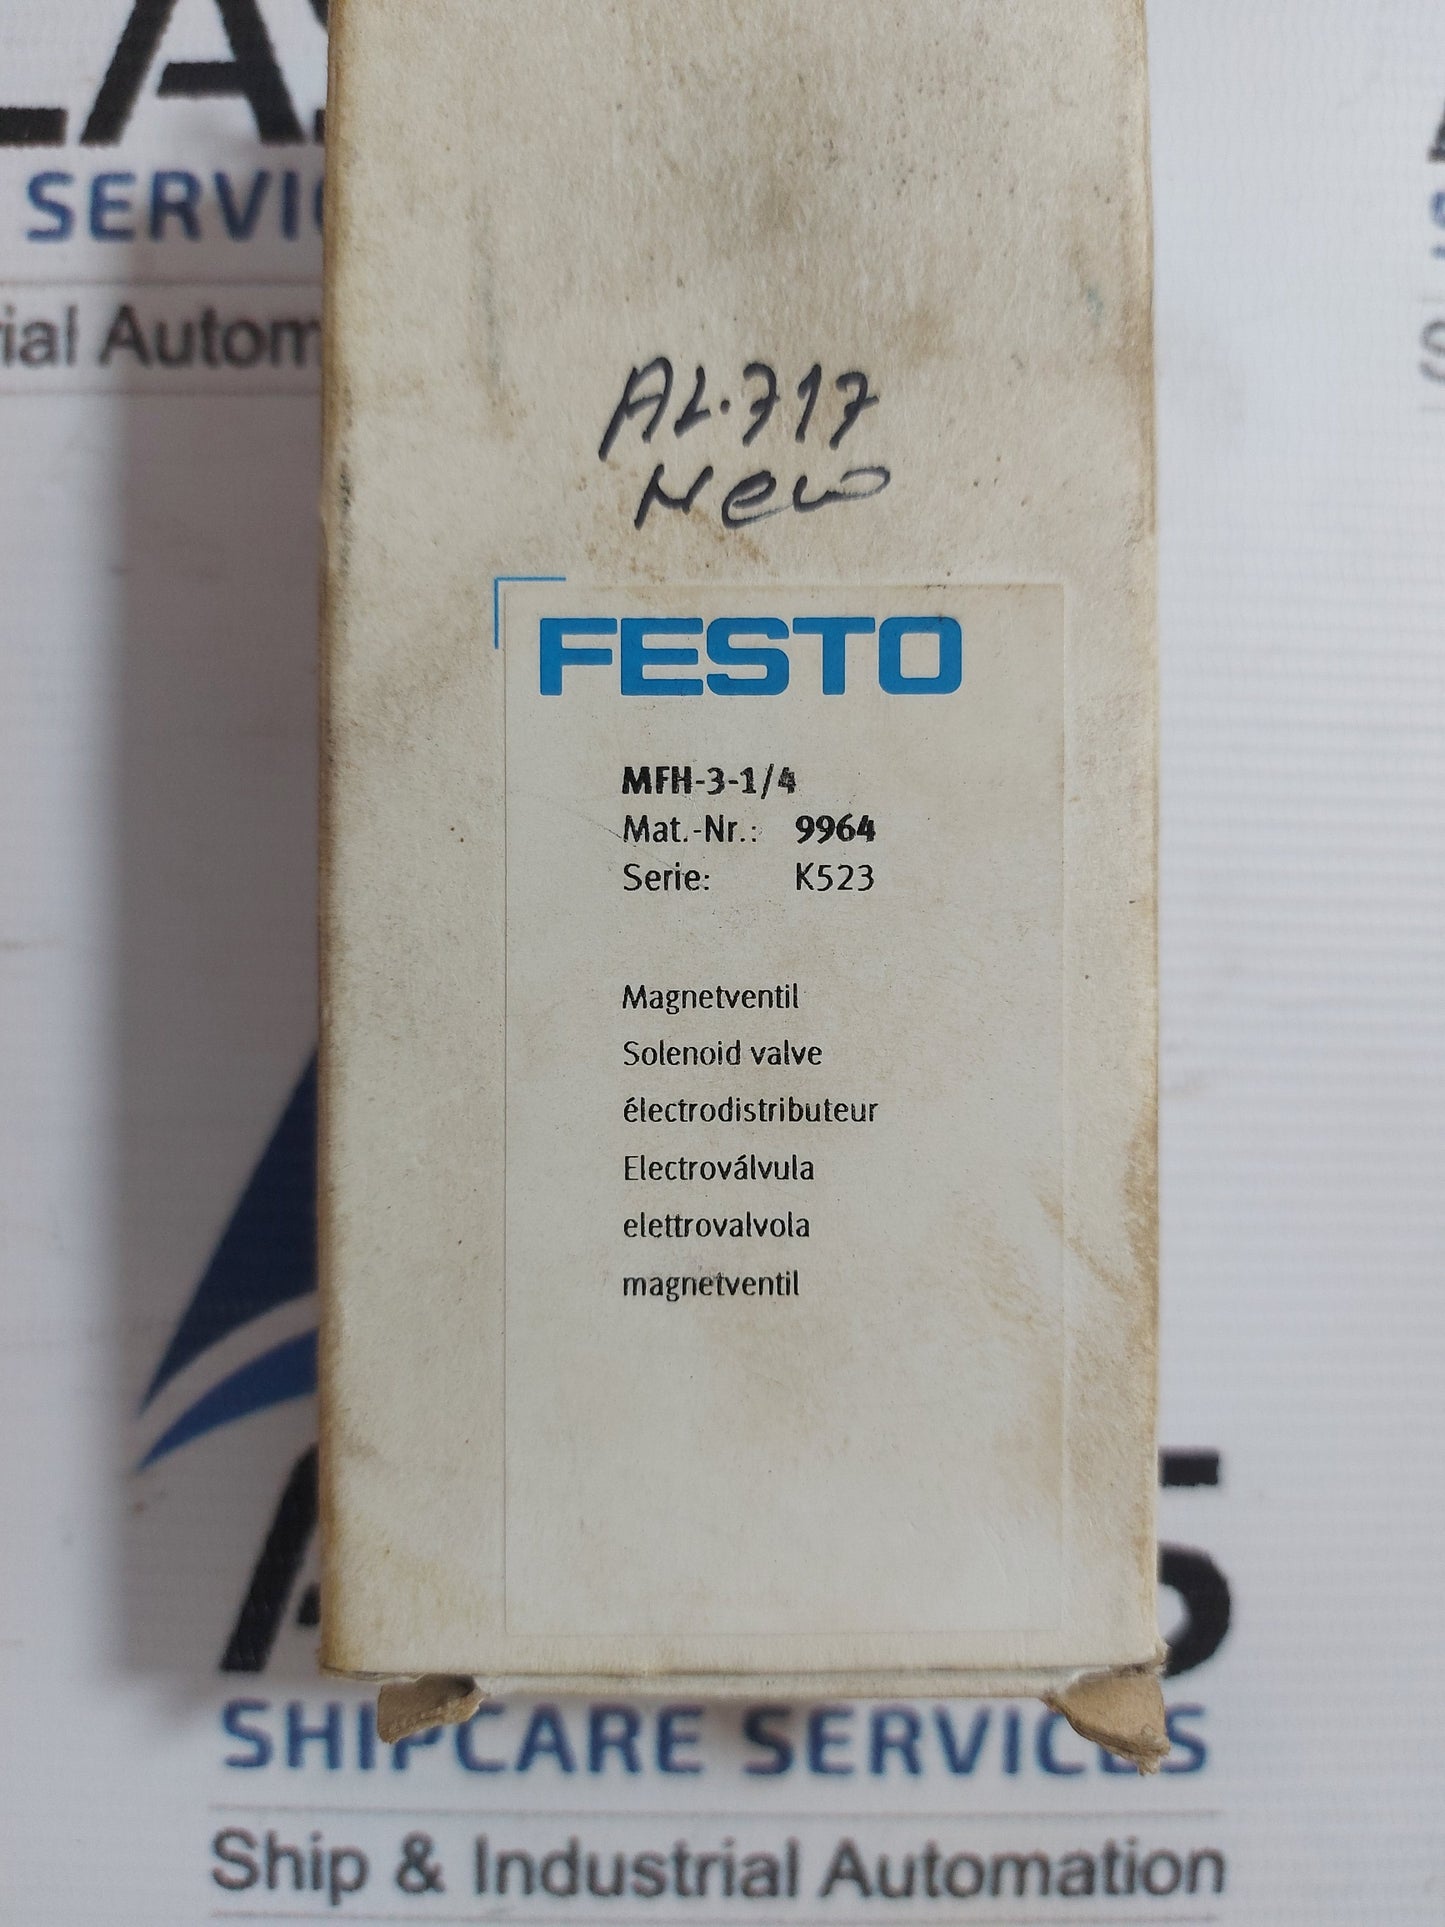 SERVIC
rial Autom
AL.717
New
FESTO
MFH-3-1/4
Mat.-Nr.: 9964
Serie: K523
Magnetventil
Solenoid valve
électrodistributeur
Electroválvula
elettrovalvola
magnetventil
SHIPCARE SERVICES
Ship & Industrial Automation